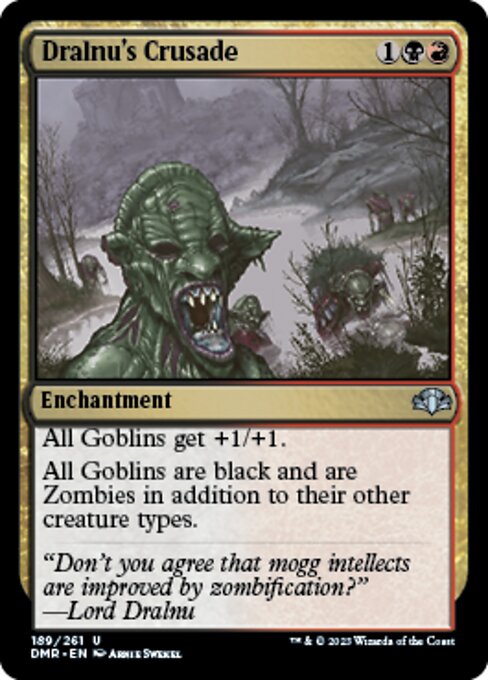 Dralnu's Crusade 1
Enchantment
All Goblins get +1/+1.
All Goblins are black and are
Zombies in addition to their other
creature types.
“Don't you agree that mogg intellects
are improved by zombification?”
—Lord Dralnu
189/261 U
DMR • EN Arnie Swekel
™ & © 2023 Wizards of the Coast